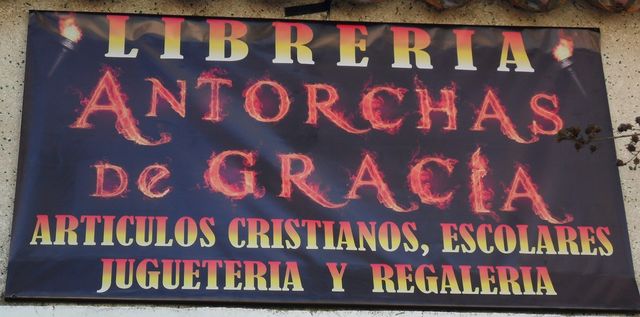 LIBRERIA
ANTORCHAS
DE GRACIA
ARTICULOS CRISTIANOS, ESCOLARES
JUGUETERIA Y REGALERIA